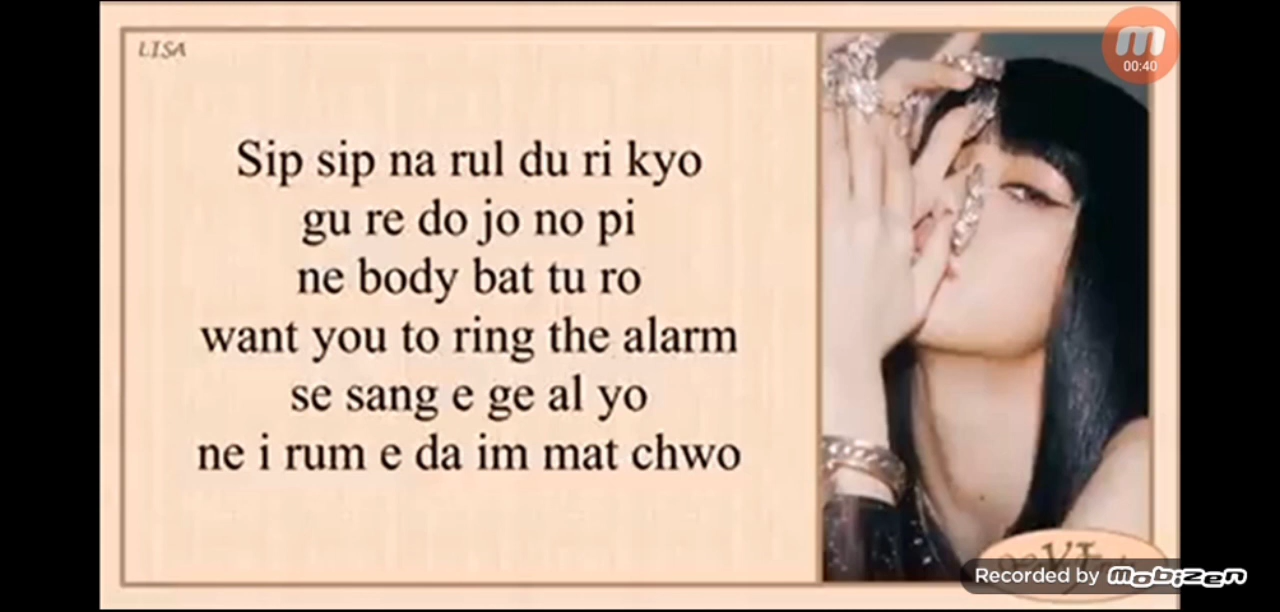 LISA
00:40
Sip sip na rul du ri kyo
gu re do jo no pi
ne body bat tu ro
want you to ring the alarm
se sang e ge al yo
ne i rum e da im mat chwo
Recorded by mobizen